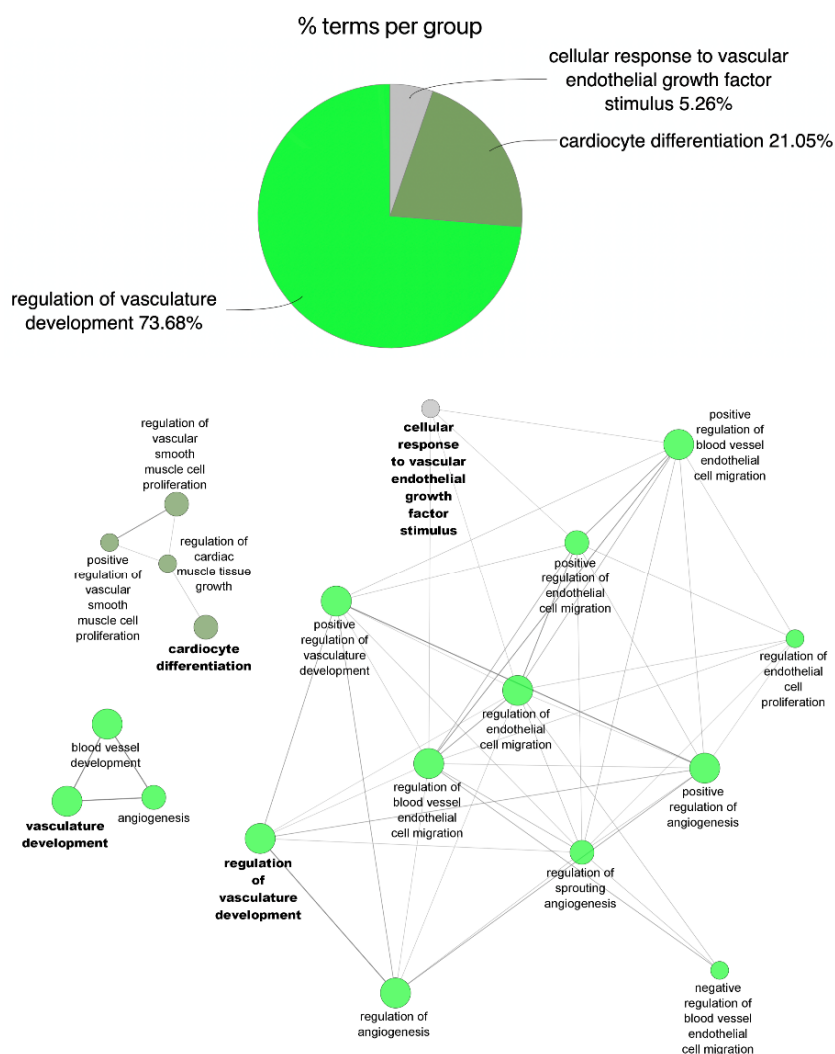 % terms per group
cellular response to vascular
endothelial growth factor
stimulus 5.26%
cardiocyte differentiation 21.05%
regulation of vasculature
development 73.68%
regulation of
vascular
smooth
muscle cell
proliferation
positive
regulation of
vascular
smooth
muscle cell
proliferation
regulation of
cardiac
muscle tissue
growth
cardiocyte
differentiation
cellular
response
to vascular
endothelial
growth
factor
stimulus
positive
regulation of
blood vessel
endothelial
cell migration
positive
regulation of
endothelial
cell migration
positive
regulation of
vasculature
development
regulation of
endothelial
cell
proliferation
regulation of
endothelial
cell migration
blood vessel
development
vasculature
development
angiogenesis
regulation of
blood vessel
endothelial
cell migration
positive
regulation of
angiogenesis
regulation
of
vasculature
development
regulation of
sprouting
angiogenesis
regulation of
angiogenesis
negative
regulation of
blood vessel
endothelial
cell migration